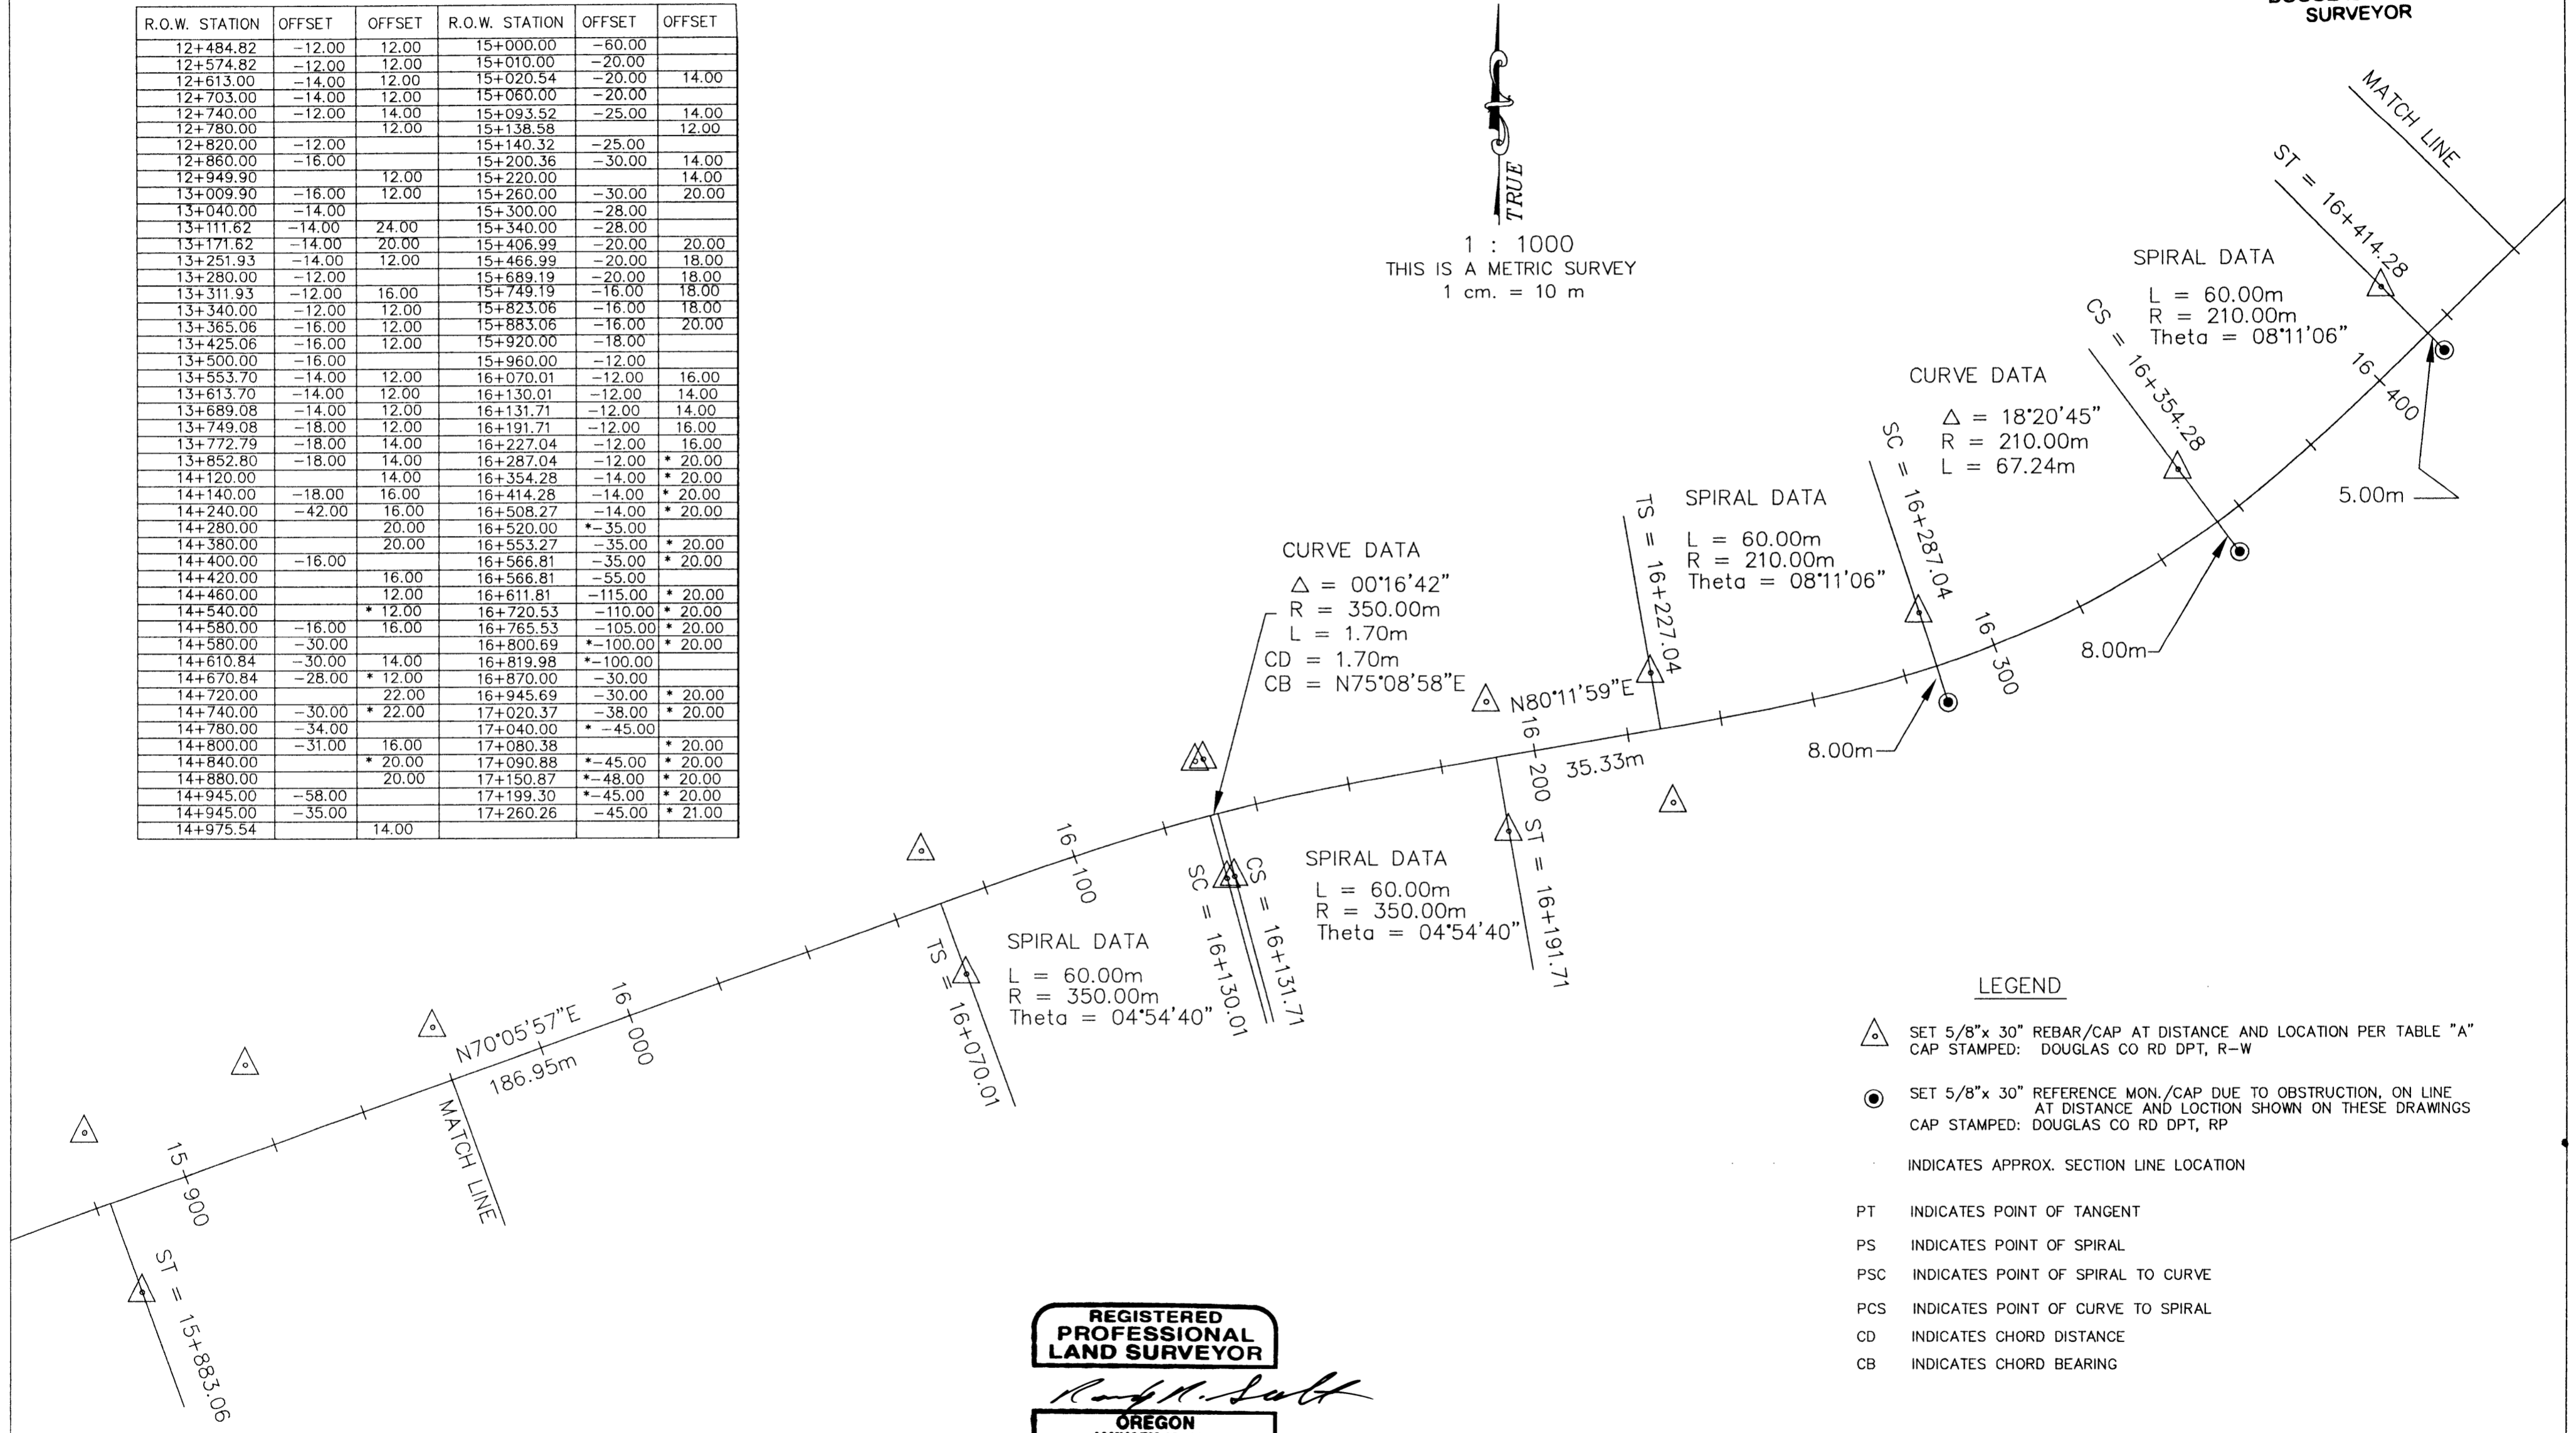 R.O.W. STATION OFFSET OFFSET R.O.W. STATION OFFSET OFFSET
12+484.82 -12.00 12.00 15+000.00 -60.00
12+574.82 -12.00 12.00 15+010.00 -20.00
12+613.00 -14.00 12.00 15+020.54 -20.00 14.00
12+703.00 -14.00 12.00 15+060.00 -20.00
12+740.00 -12.00 14.00 15+093.52 -25.00 14.00
12+780.00 12.00 15+138.58 12.00
12+820.00 -12.00 15+140.32 -25.00
12+860.00 -16.00 15+200.36 -30.00 14.00
12+949.90 12.00 15+220.00 14.00
13+009.90 -16.00 12.00 15+260.00 -30.00 20.00
13+040.00 -14.00 15+300.00 -28.00
13+111.62 -14.00 24.00 15+340.00 -28.00
13+171.62 -14.00 20.00 15+406.99 -20.00 20.00
13+251.93 -14.00 12.00 15+466.99 -20.00 18.00
13+280.00 -12.00 15+689.19 -20.00 18.00
13+311.93 -12.00 16.00 15+749.19 -16.00 18.00
13+340.00 -12.00 12.00 15+823.06 -16.00 18.00
13+365.06 -16.00 12.00 15+883.06 -16.00 20.00
13+425.06 -16.00 12.00 15+920.00 -18.00
13+500.00 -16.00 15+960.00 -12.00
13+553.70 -14.00 12.00 16+070.01 -12.00 16.00
13+613.70 -14.00 12.00 16+130.01 -12.00 14.00
13+689.08 -14.00 12.00 16+131.71 -12.00 14.00
13+749.08 -18.00 12.00 16+191.71 -12.00 16.00
13+772.79 -18.00 14.00 16+227.04 -12.00 16.00
13+852.80 -18.00 14.00 16+287.04 -12.00 * 20.00
14+120.00 14.00 16+354.28 -14.00 * 20.00
14+140.00 -18.00 16.00 16+414.28 -14.00 * 20.00
14+240.00 -42.00 16.00 16+508.27 -14.00 * 20.00
14+280.00 20.00 16+520.00 *-35.00
14+380.00 20.00 16+553.27 -35.00 * 20.00
14+400.00 -16.00 16+566.81 -35.00 * 20.00
14+420.00 16.00 16+566.81 -55.00
14+460.00 12.00 16+611.81 -115.00 * 20.00
14+540.00 * 12.00 16+720.53 -110.00 * 20.00
14+580.00 -16.00 16.00 16+765.53 -105.00 * 20.00
14+580.00 -30.00 16+800.69 *-100.00 * 20.00
14+610.84 -30.00 14.00 16+819.98 *-100.00
14+670.84 -28.00 * 12.00 16+870.00 -30.00
14+720.00 22.00 16+945.69 -30.00 * 20.00
14+740.00 -30.00 * 22.00 17+020.37 -38.00 * 20.00
14+780.00 -34.00 17+040.00 * -45.00
14+800.00 -31.00 16.00 17+080.38 * 20.00
14+840.00 * 20.00 17+090.88 *-45.00 * 20.00
14+880.00 20.00 17+150.87 *-48.00 * 20.00
14+945.00 -58.00 17+199.30 *-45.00 * 20.00
14+945.00 -35.00 17+260.26 -45.00 * 21.00
14+975.54 14.00
TRUE
1 : 1000
THIS IS A METRIC SURVEY
1 cm. = 10 m
SURVEYOR
MATCH LINE
ST = 16+414.28
SPIRAL DATA
L = 60.00m
R = 210.00m
Theta = 08°11'06"
CS = 16+354.28
16+400
5.00m
CURVE DATA
Δ = 18°20'45"
R = 210.00m
L = 67.24m
SC = 16+287.04
8.00m
16+300
8.00m
SPIRAL DATA
L = 60.00m
R = 210.00m
Theta = 08°11'06"
TS = 16+227.04
N80°11'59"E
35.33m
16+200
ST = 16+191.71
CURVE DATA
Δ = 00°16'42"
R = 350.00m
L = 1.70m
CD = 1.70m
CB = N75°08'58"E
SPIRAL DATA
L = 60.00m
R = 350.00m
Theta = 04°54'40"
CS = 16+131.71
SC = 16+130.01
16+100
SPIRAL DATA
L = 60.00m
R = 350.00m
Theta = 04°54'40"
TS = 16+070.01
16+000
N70°05'57"E
186.95m
MATCH LINE
15+900
ST = 15+883.06
LEGEND
SET 5/8"x 30" REBAR/CAP AT DISTANCE AND LOCATION PER TABLE "A"
CAP STAMPED: DOUGLAS CO RD DPT, R-W
SET 5/8"x 30" REFERENCE MON./CAP DUE TO OBSTRUCTION, ON LINE
AT DISTANCE AND LOCTION SHOWN ON THESE DRAWINGS
CAP STAMPED: DOUGLAS CO RD DPT, RP
INDICATES APPROX. SECTION LINE LOCATION
PT INDICATES POINT OF TANGENT
PS INDICATES POINT OF SPIRAL
PSC INDICATES POINT OF SPIRAL TO CURVE
PCS INDICATES POINT OF CURVE TO SPIRAL
CD INDICATES CHORD DISTANCE
CB INDICATES CHORD BEARING
REGISTERED
PROFESSIONAL
LAND SURVEYOR
OREGON